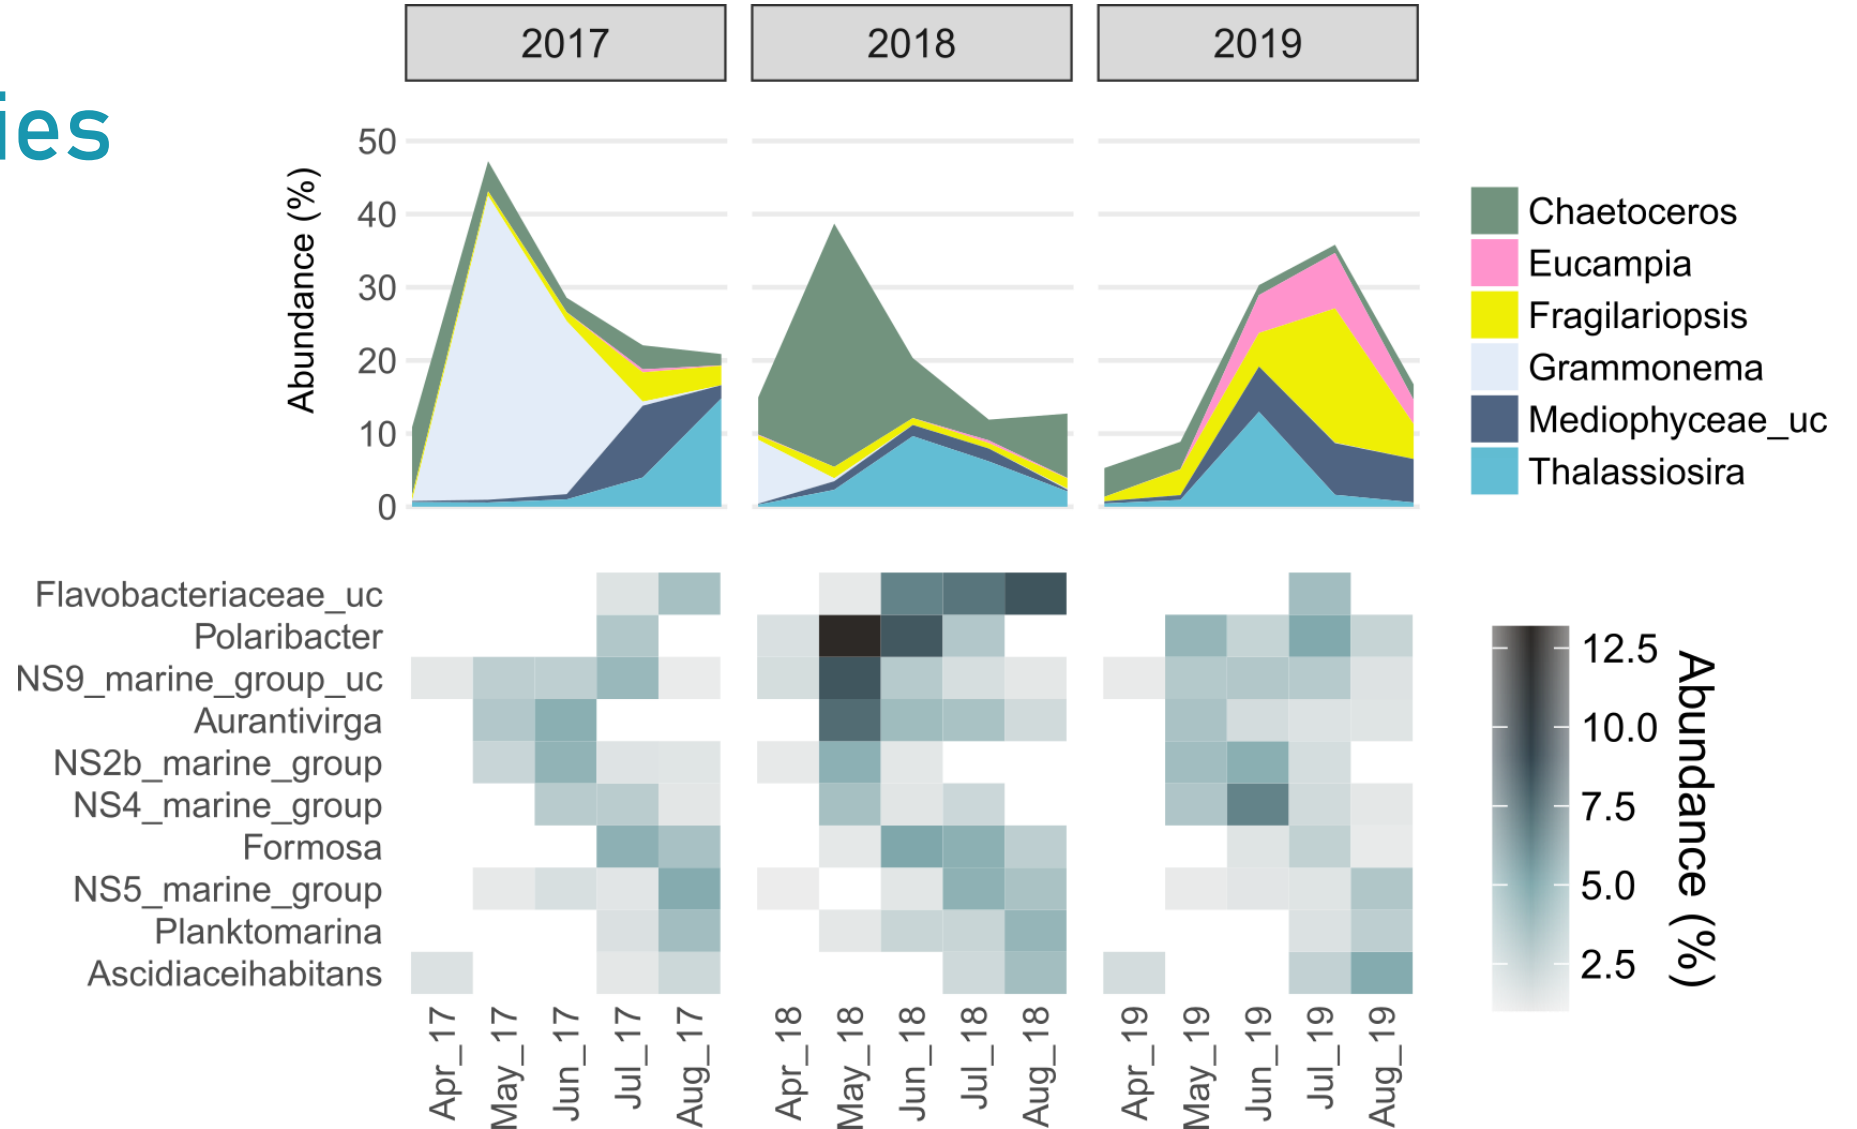 ies
2017 2018 2019
Abundance (%)
50
40
30
20
10
0
Chaetoceros
Eucampia
Fragilariopsis
Grammonema
Mediophyceae_uc
Thalassiosira
Flavobacteriaceae_uc
Polaribacter
NS9_marine_group_uc
Aurantivirga
NS2b_marine_group
NS4_marine_group
Formosa
NS5_marine_group
Planktomarina
Ascidiaceihabitans
12.5
10.0
7.5
5.0
2.5
Abundance (%)
Apr_17 May_17 Jun_17 Jul_17 Aug_17 Apr_18 May_18 Jun_18 Jul_18 Aug_18 Apr_19 May_19 Jun_19 Jul_19 Aug_19